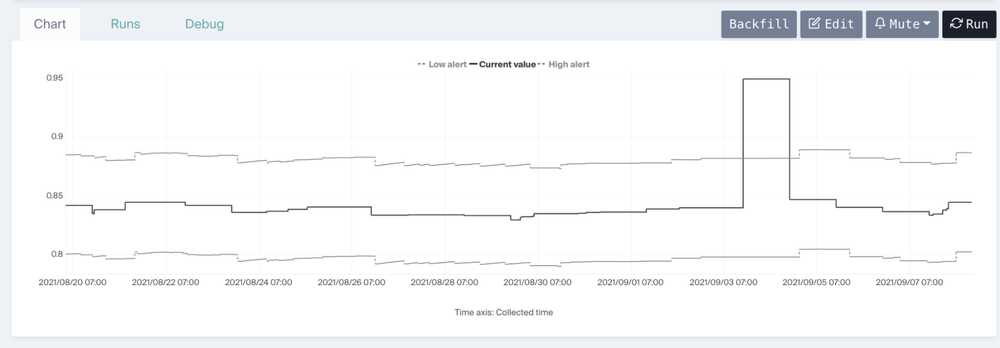 Chart Runs Debug Backfill Edit Mute Run
Low alert Current value High alert
0.95
0.9
0.85
0.8
2021/08/20 07:00 2021/08/22 07:00 2021/08/24 07:00 2021/08/26 07:00 2021/08/28 07:00 2021/08/30 07:00 2021/09/01 07:00 2021/09/03 07:00 2021/09/05 07:00 2021/09/07 07:00
Time axis: Collected time